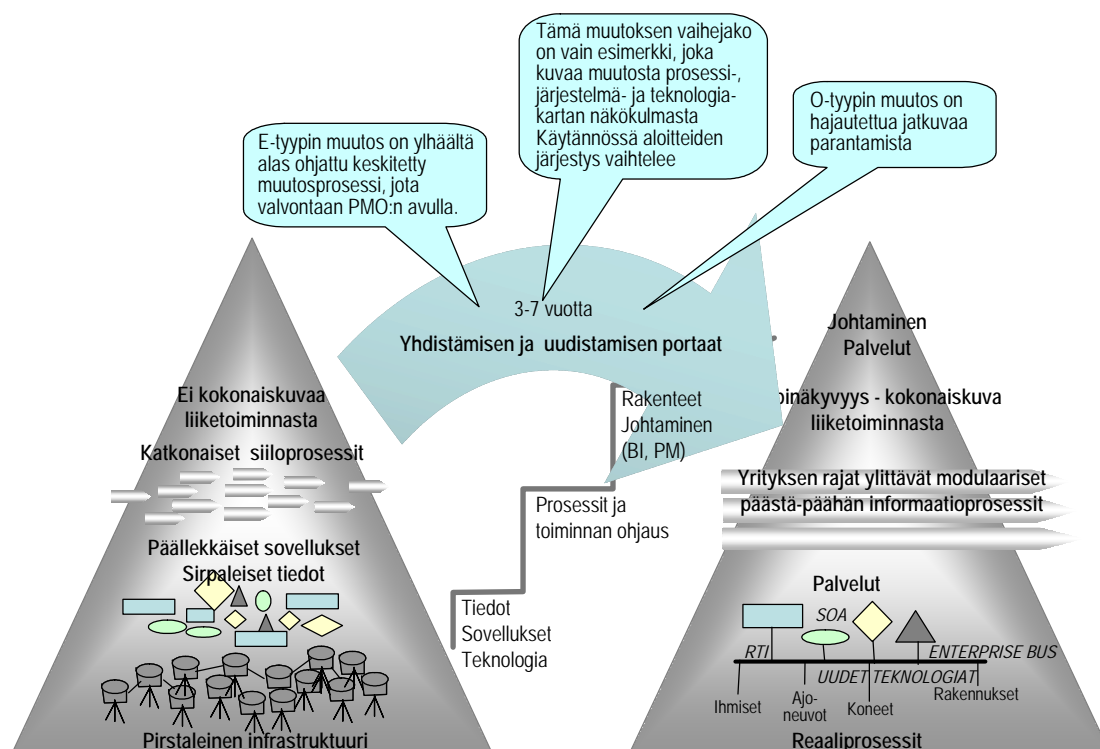 Tämä muutoksen vaihejako
on vain esimerkki, joka
kuvaa muutosta prosessi-,
järjestelmä- ja teknologia-
kartan näkökulmasta
Käytännössä aloitteiden
järjestys vaihtelee
E-tyypin muutos on ylhäältä
alas ohjattu keskitetty
muutosprosessi, jota
valvontaan PMO:n avulla.
O-tyypin muutos on
hajautettua jatkuvaa
parantamista
3-7 vuotta
Yhdistämisen ja uudistamisen portaat
Ei kokonaiskuvaa
liiketoiminnasta
Katkonaiset siiloprosessit
Päällekkäiset sovellukset
Sirpaleiset tiedot
Pirstaleinen infrastruktuuri
Rakenteet
Johtaminen
(BI, PM)
Prosessit ja
toiminnan ohjaus
Tiedot
Sovellukset
Teknologia
Johtaminen
Palvelut
pinäkyvyys - kokonaiskuva
liiketoiminnasta
Yrityksen rajat ylittävät modulaariset
päästä-päähän informaatioprosessit
Palvelut
SOA
RTI
ENTERPRISE BUS
UUDET TEKNOLOGIAT
Ihmiset
Ajo-
neuvot
Koneet
Rakennukset
Reaaliprosessit